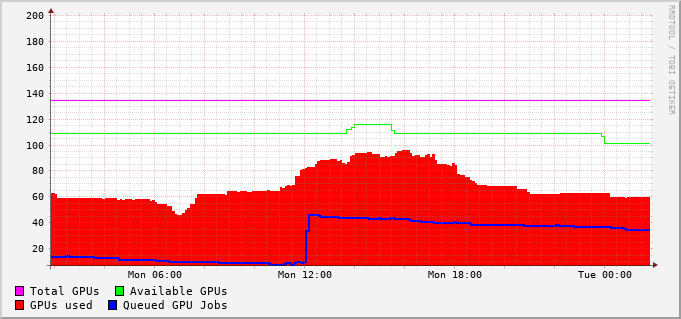 200
180
160
140
120
100
80
60
40
20
Mon 06:00 Mon 12:00 Mon 18:00 Tue 00:00
Total GPUs Available GPUs
GPUs used Queued GPU Jobs
RRDTOOL / TOBI OETIKER